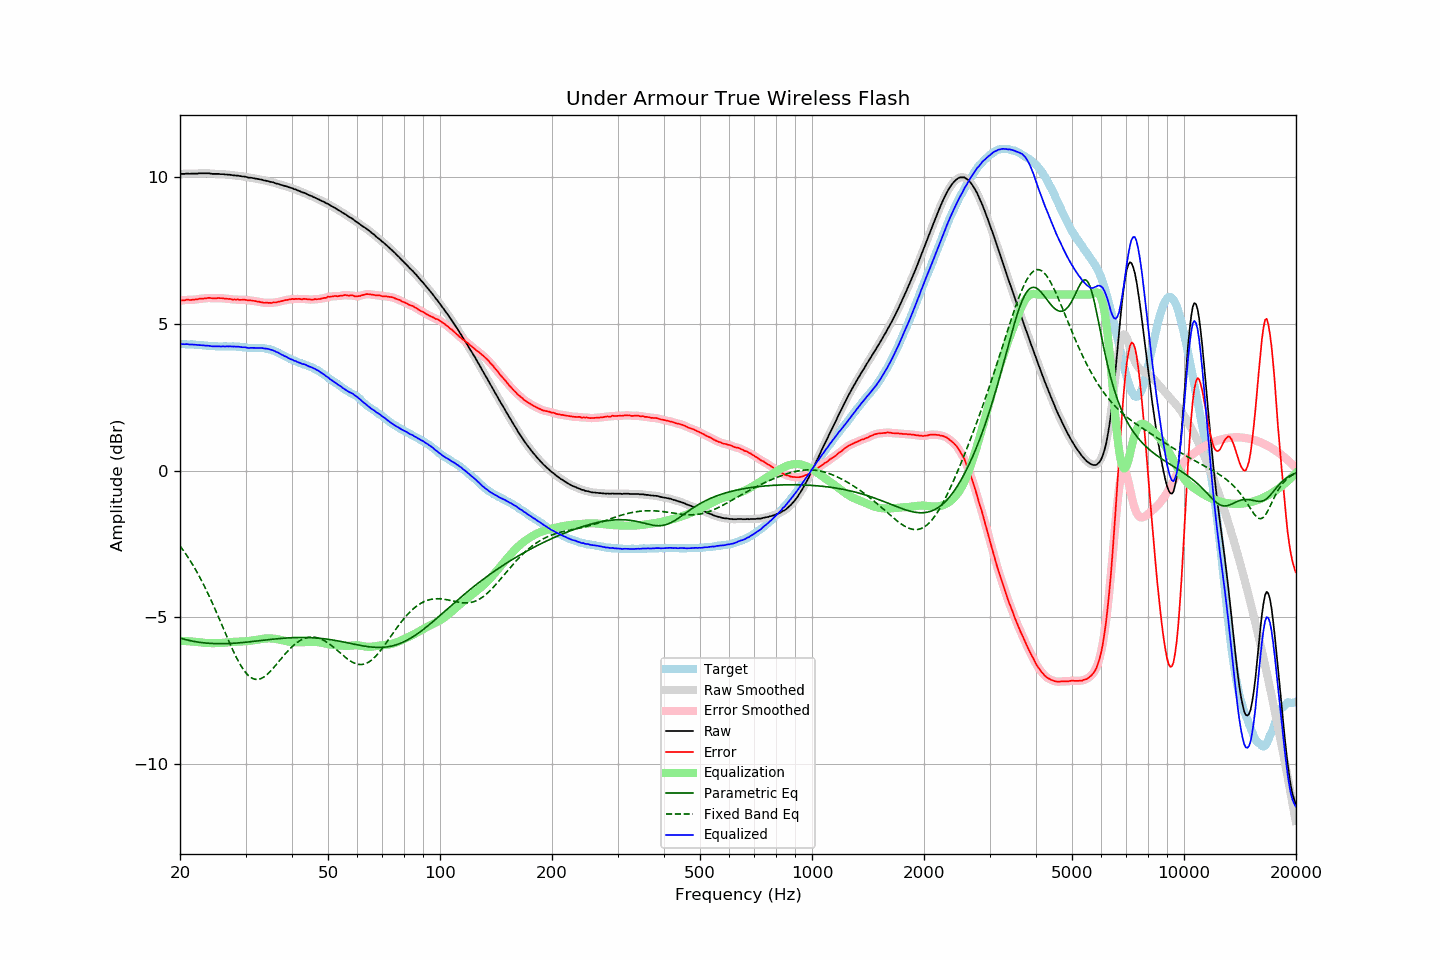 Under Armour True Wireless Flash
Amplitude (dBr)
10
5
0
−5
−10
Target
Raw Smoothed
Error Smoothed
Raw
Error
Equalization
Parametric Eq
Fixed Band Eq
Equalized
20 50 100 200 500 1000 2000 5000 10000 20000
Frequency (Hz)